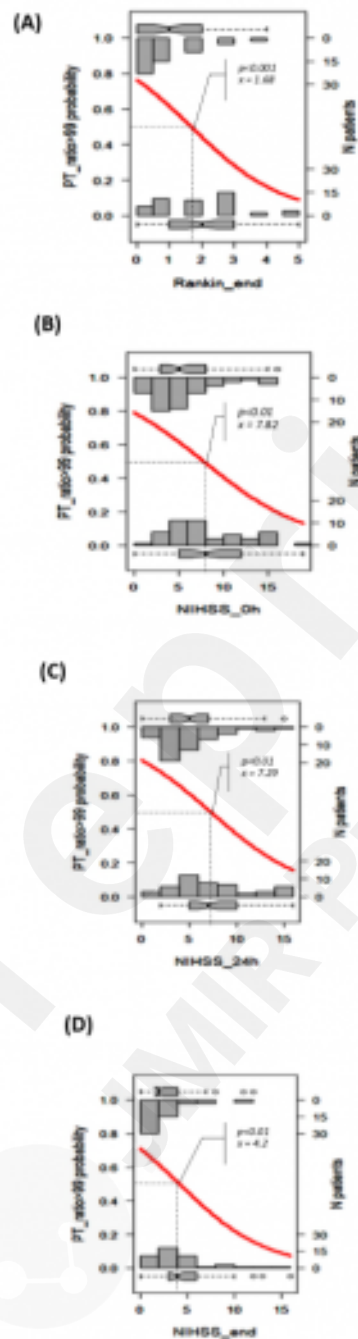 (A)
PT_ratio>99 probability
1.0
0.8
0.6
0.4
0.2
0.0
p<0.001
x = 1.68
0
15
30
30
15
0
N patients
0 1 2 3 4 5
Rankin_end
(B)
PT_ratio>99 probability
1.0
0.8
0.6
0.4
0.2
0.0
p<0.01
x = 7.82
0
10
20
20
10
0
N patients
0 5 10 15
NIHSS_0h
(C)
PT_ratio>99 probability
1.0
0.8
0.6
0.4
0.2
0.0
p<0.01
x = 7.29
0
10
20
20
10
0
N patients
0 5 10 15
NIHSS_24h
(D)
PT_ratio>99 probability
1.0
0.8
0.6
0.4
0.2
0.0
p<0.01
x = 4.2
0
15
30
30
15
0
N patients
0 5 10 15
NIHSS_end